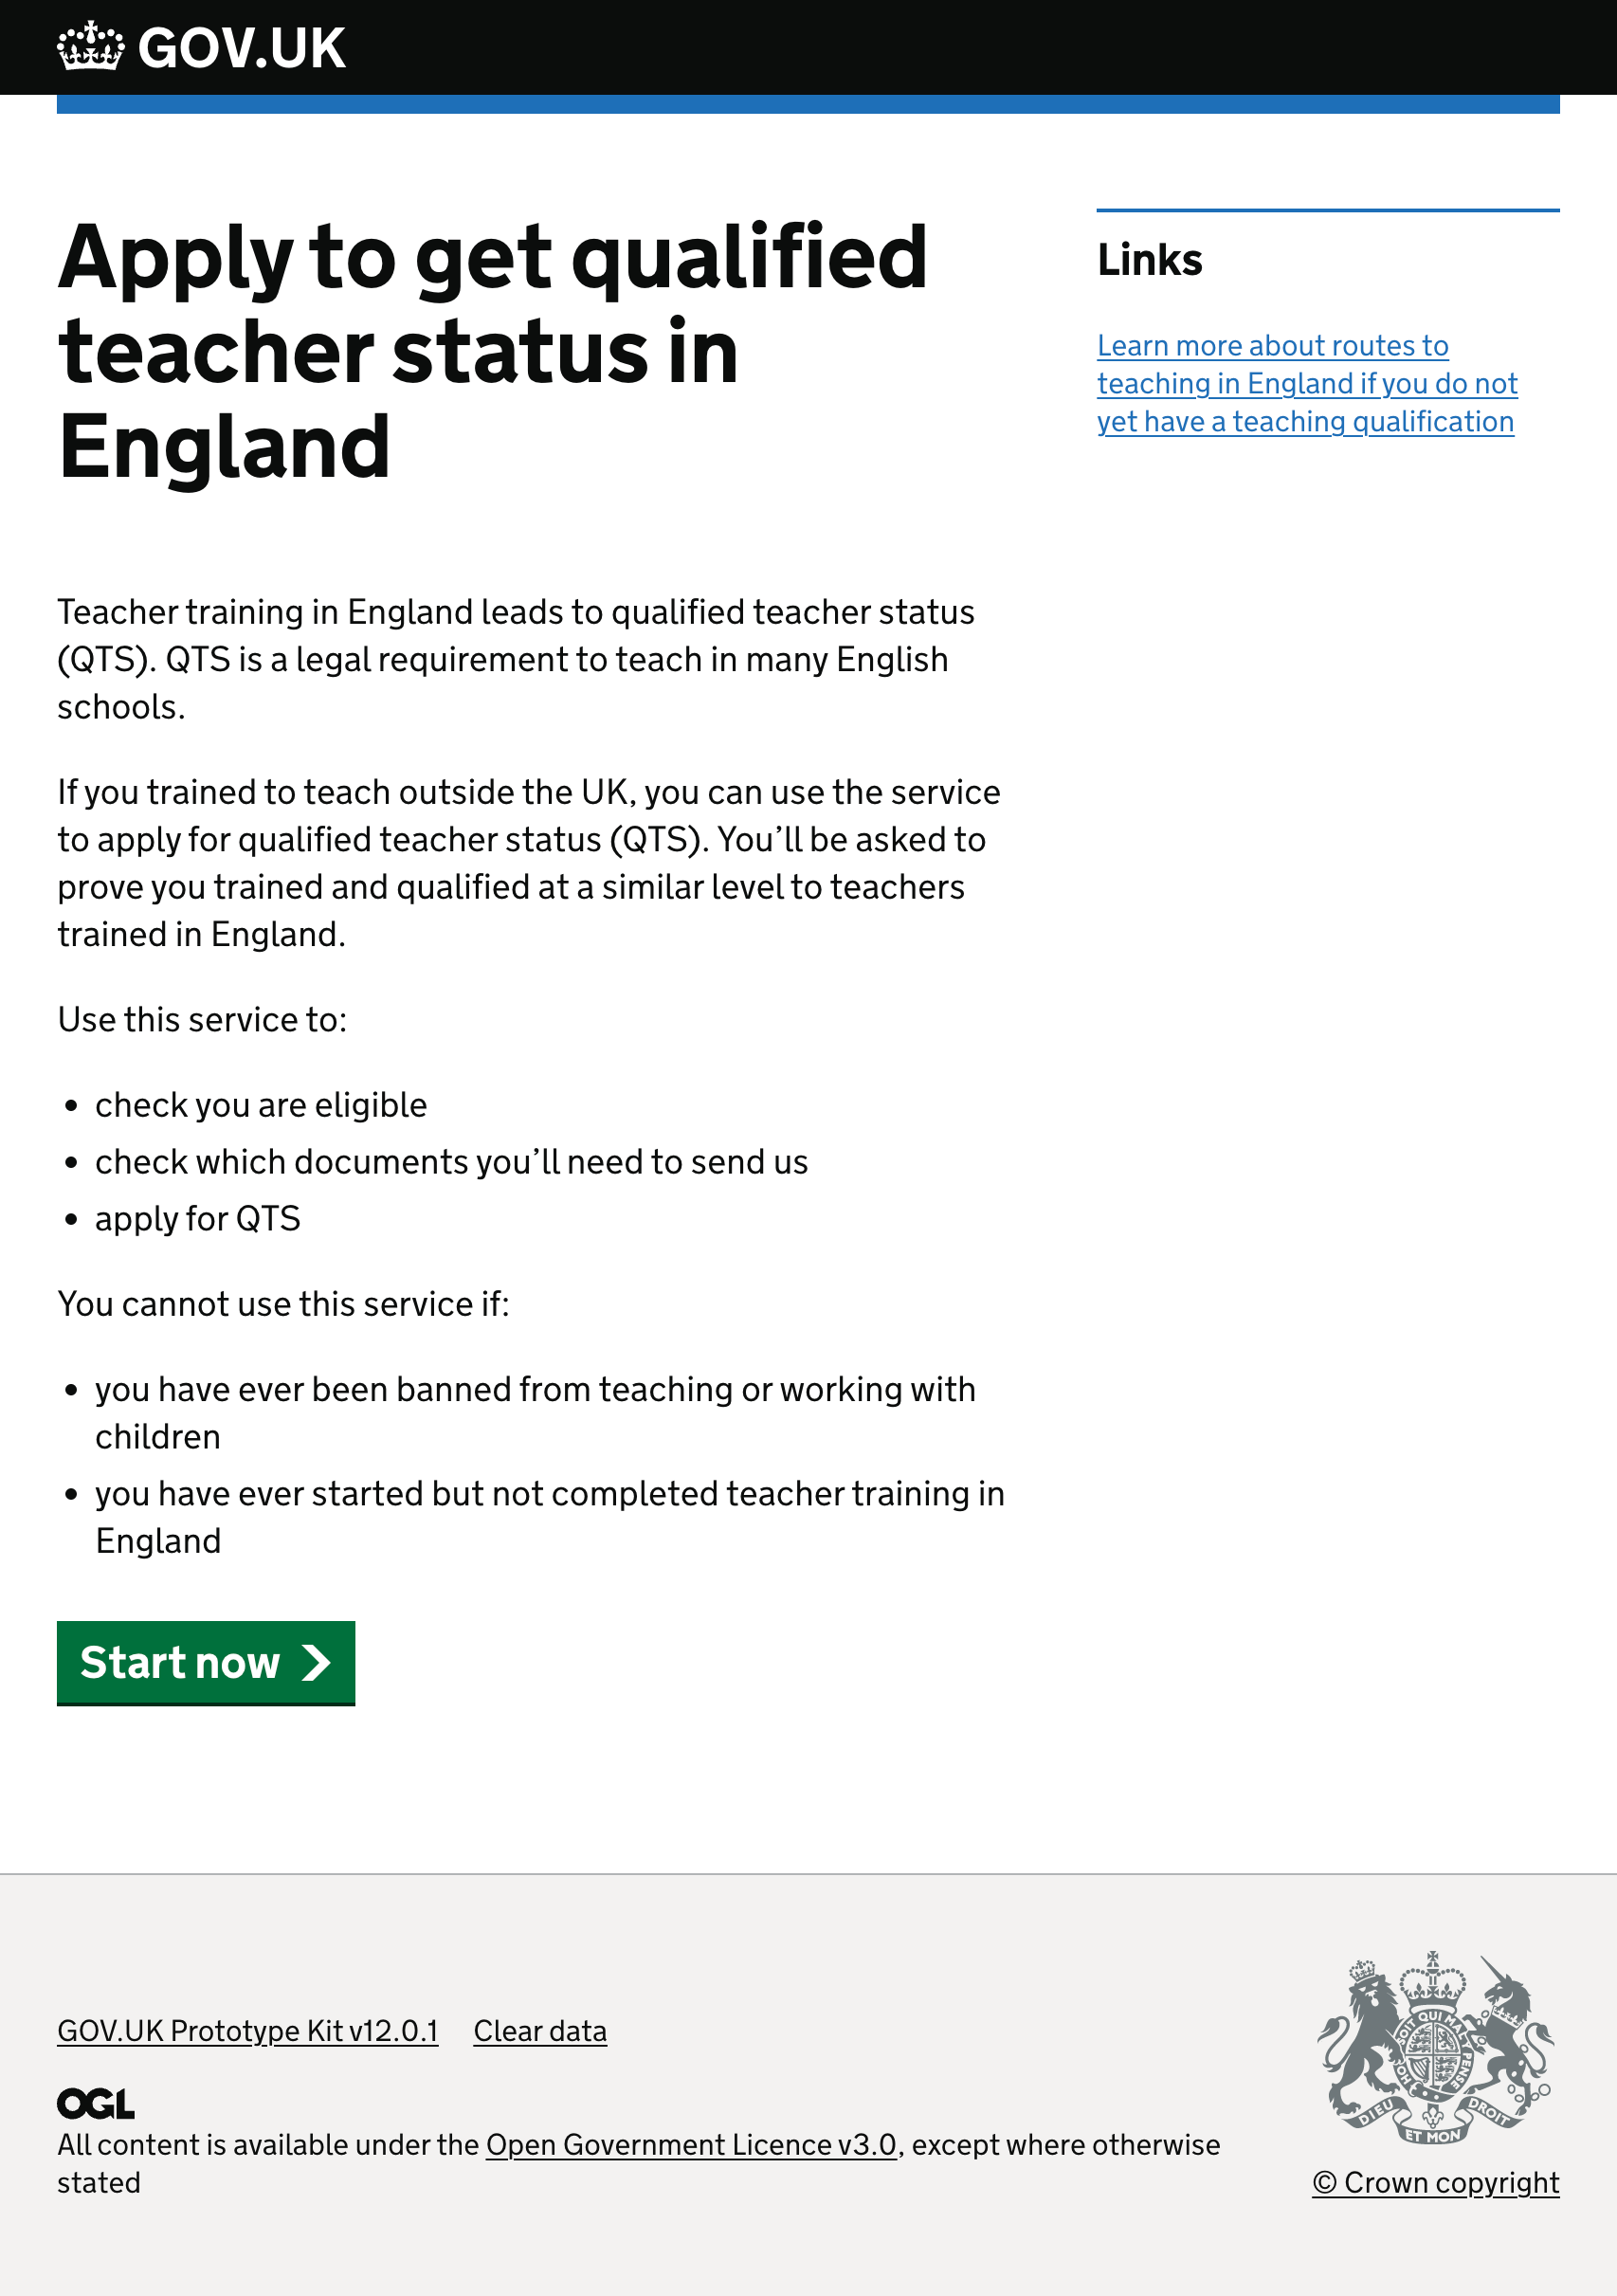 GOV.UK
Apply to get qualified
teacher status in
England
Teacher training in England leads to qualified teacher status
(QTS). QTS is a legal requirement to teach in many English
schools.
If you trained to teach outside the UK, you can use the service
to apply for qualified teacher status (QTS). You’ll be asked to
prove you trained and qualified at a similar level to teachers
trained in England.
Use this service to:
• check you are eligible
• check which documents you’ll need to send us
• apply for QTS
You cannot use this service if:
• you have ever been banned from teaching or working with
children
• you have ever started but not completed teacher training in
England
Start now
Links
Learn more about routes to
teaching in England if you do not
yet have a teaching qualification
GOV.UK Prototype Kit v12.0.1 Clear data
OGL
All content is available under the Open Government Licence v3.0, except where otherwise
stated
HONI SOIT QUI MAL Y PENSE
DIEU ET MON DROIT
© Crown copyright